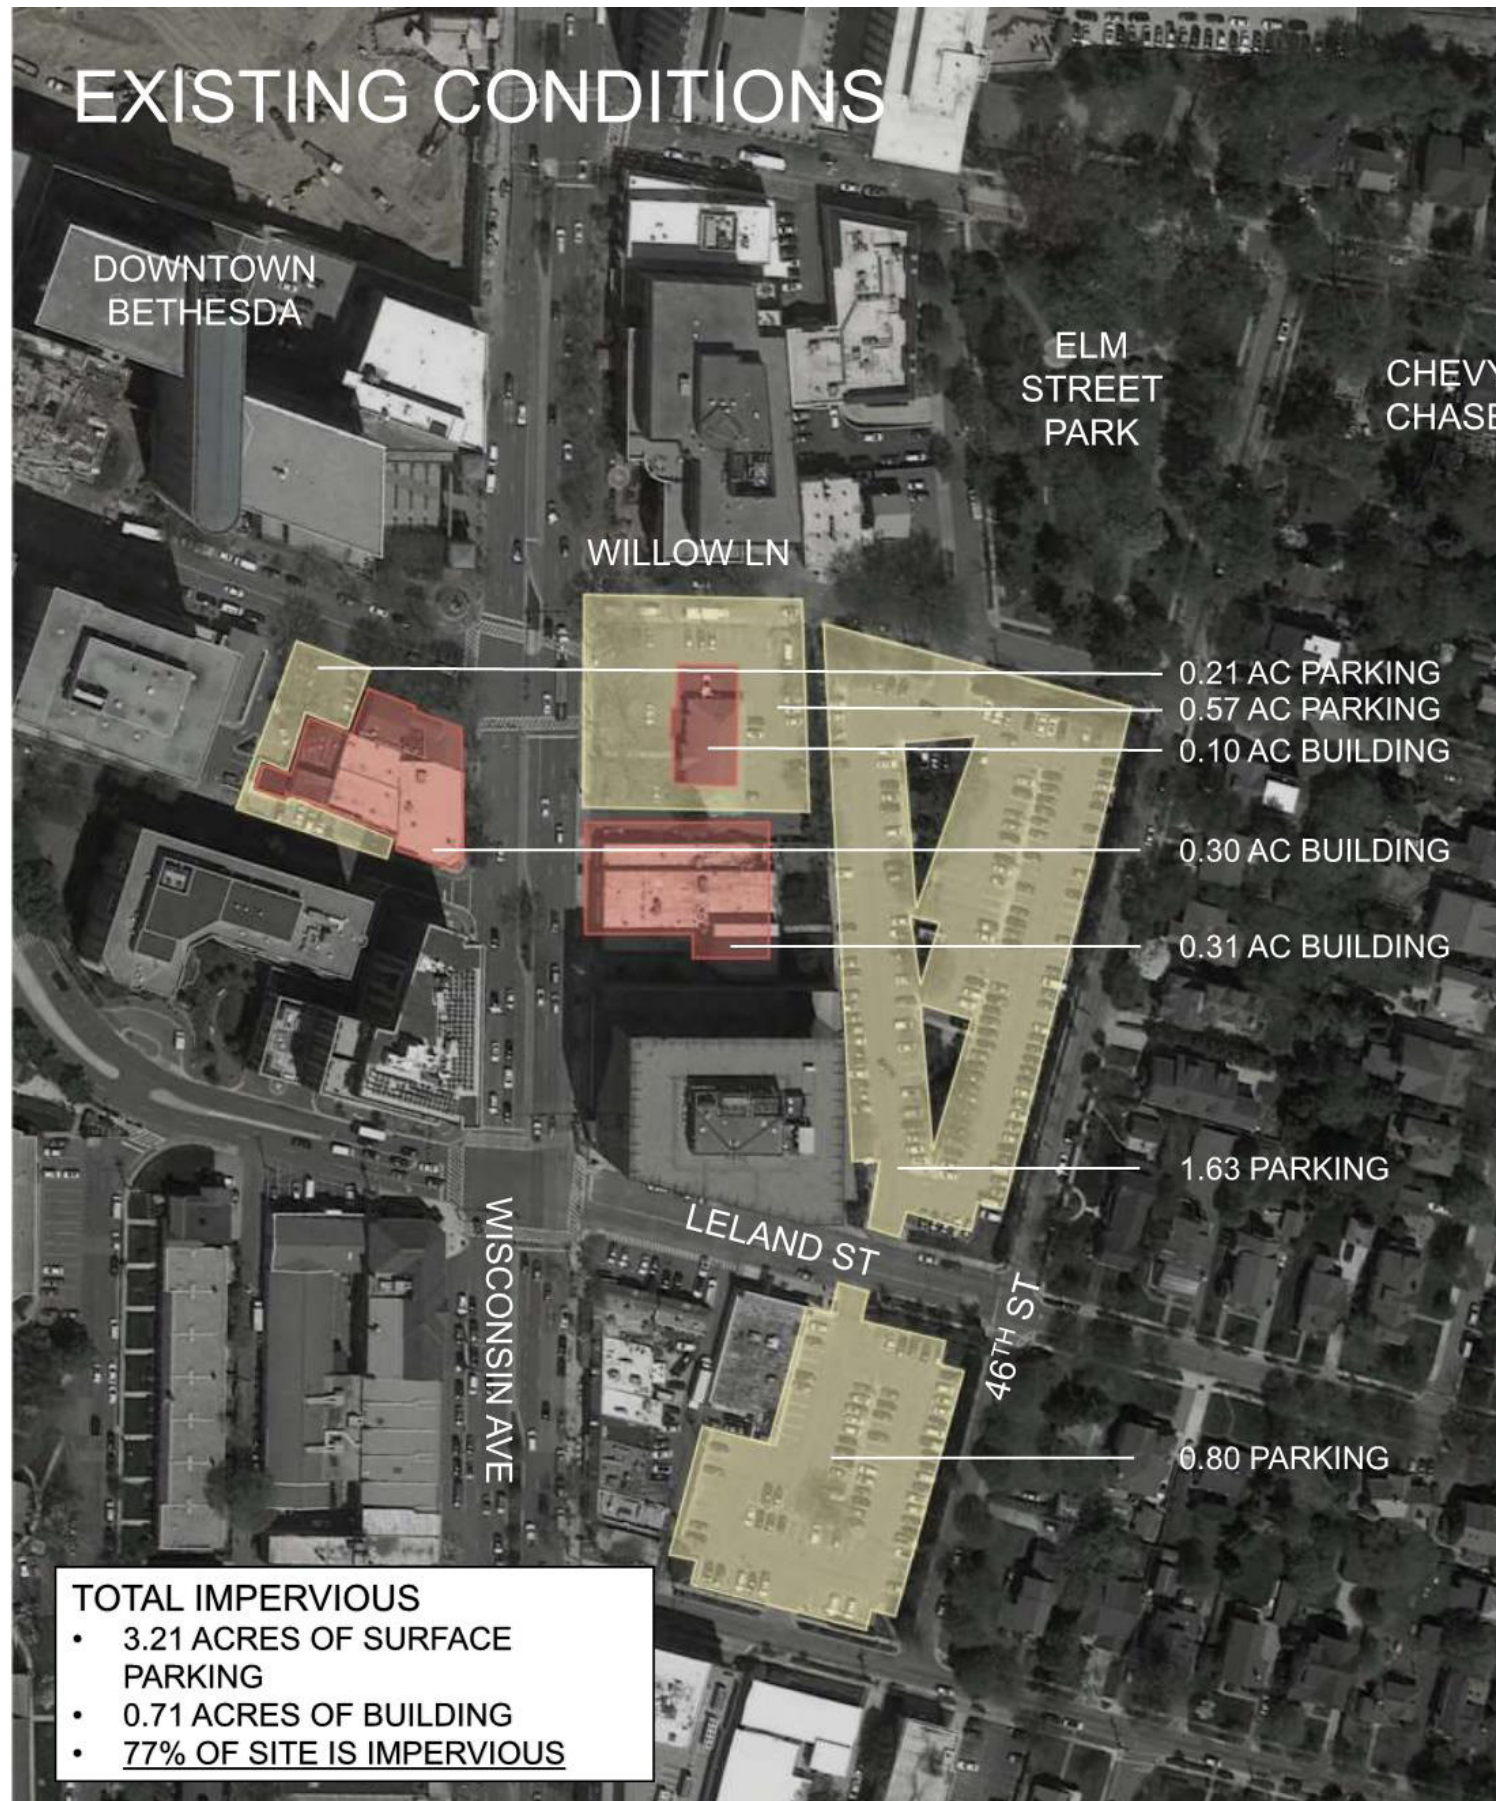 EXISTING CONDITIONS
DOWNTOWN
BETHESDA
ELM
STREET
PARK
CHEVY
CHASE
WILLOW LN
0.21 AC PARKING
0.57 AC PARKING
0.10 AC BUILDING
0.30 AC BUILDING
0.31 AC BUILDING
1.63 PARKING
LELAND ST
WISCONSIN AVE
46TH ST
0.80 PARKING
TOTAL IMPERVIOUS
• 3.21 ACRES OF SURFACE
PARKING
• 0.71 ACRES OF BUILDING
• 77% OF SITE IS IMPERVIOUS